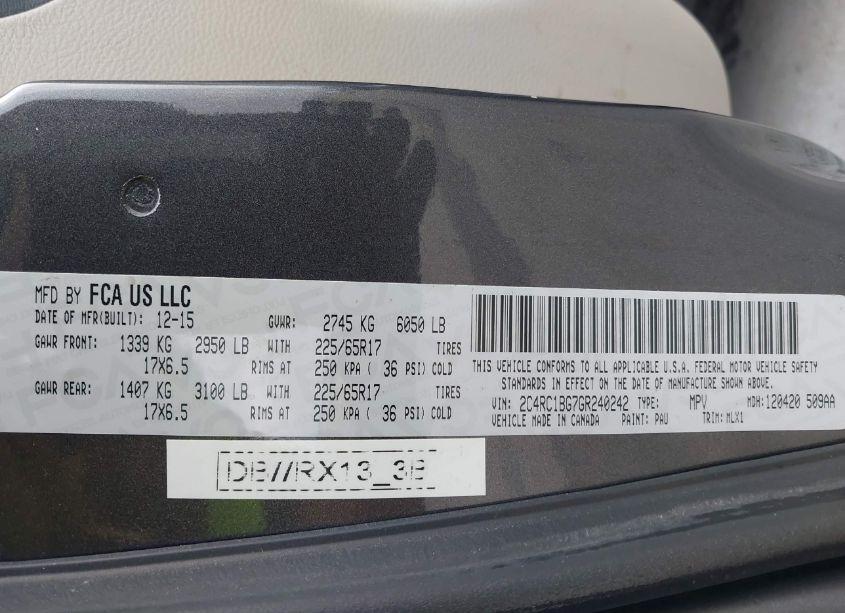 MFD BY FCA US LLC
DATE OF MFR(BUILT): 12-15 GVWR: 2745 KG 6050 LB
GAWR FRONT: 1339 KG 2950 LB WITH 225/65R17 TIRES
17X6.5 RIMS AT 250 KPA ( 36 PSI) COLD
GAWR REAR: 1407 KG 3100 LB WITH 225/65R17 TIRES
17X6.5 RIMS AT 250 KPA ( 36 PSI) COLD
THIS VEHICLE CONFORMS TO ALL APPLICABLE U.S.A. FEDERAL MOTOR VEHICLE SAFETY
STANDARDS IN EFFECT ON THE DATE OF MANUFACTURE SHOWN ABOVE.
VIN: 2C4RC1BG7GR240242 TYPE: MPV MDH: 120420 509AA
VEHICLE MADE IN CANADA PAINT: PAU TRIM: MLX1
DB//RX13_3B